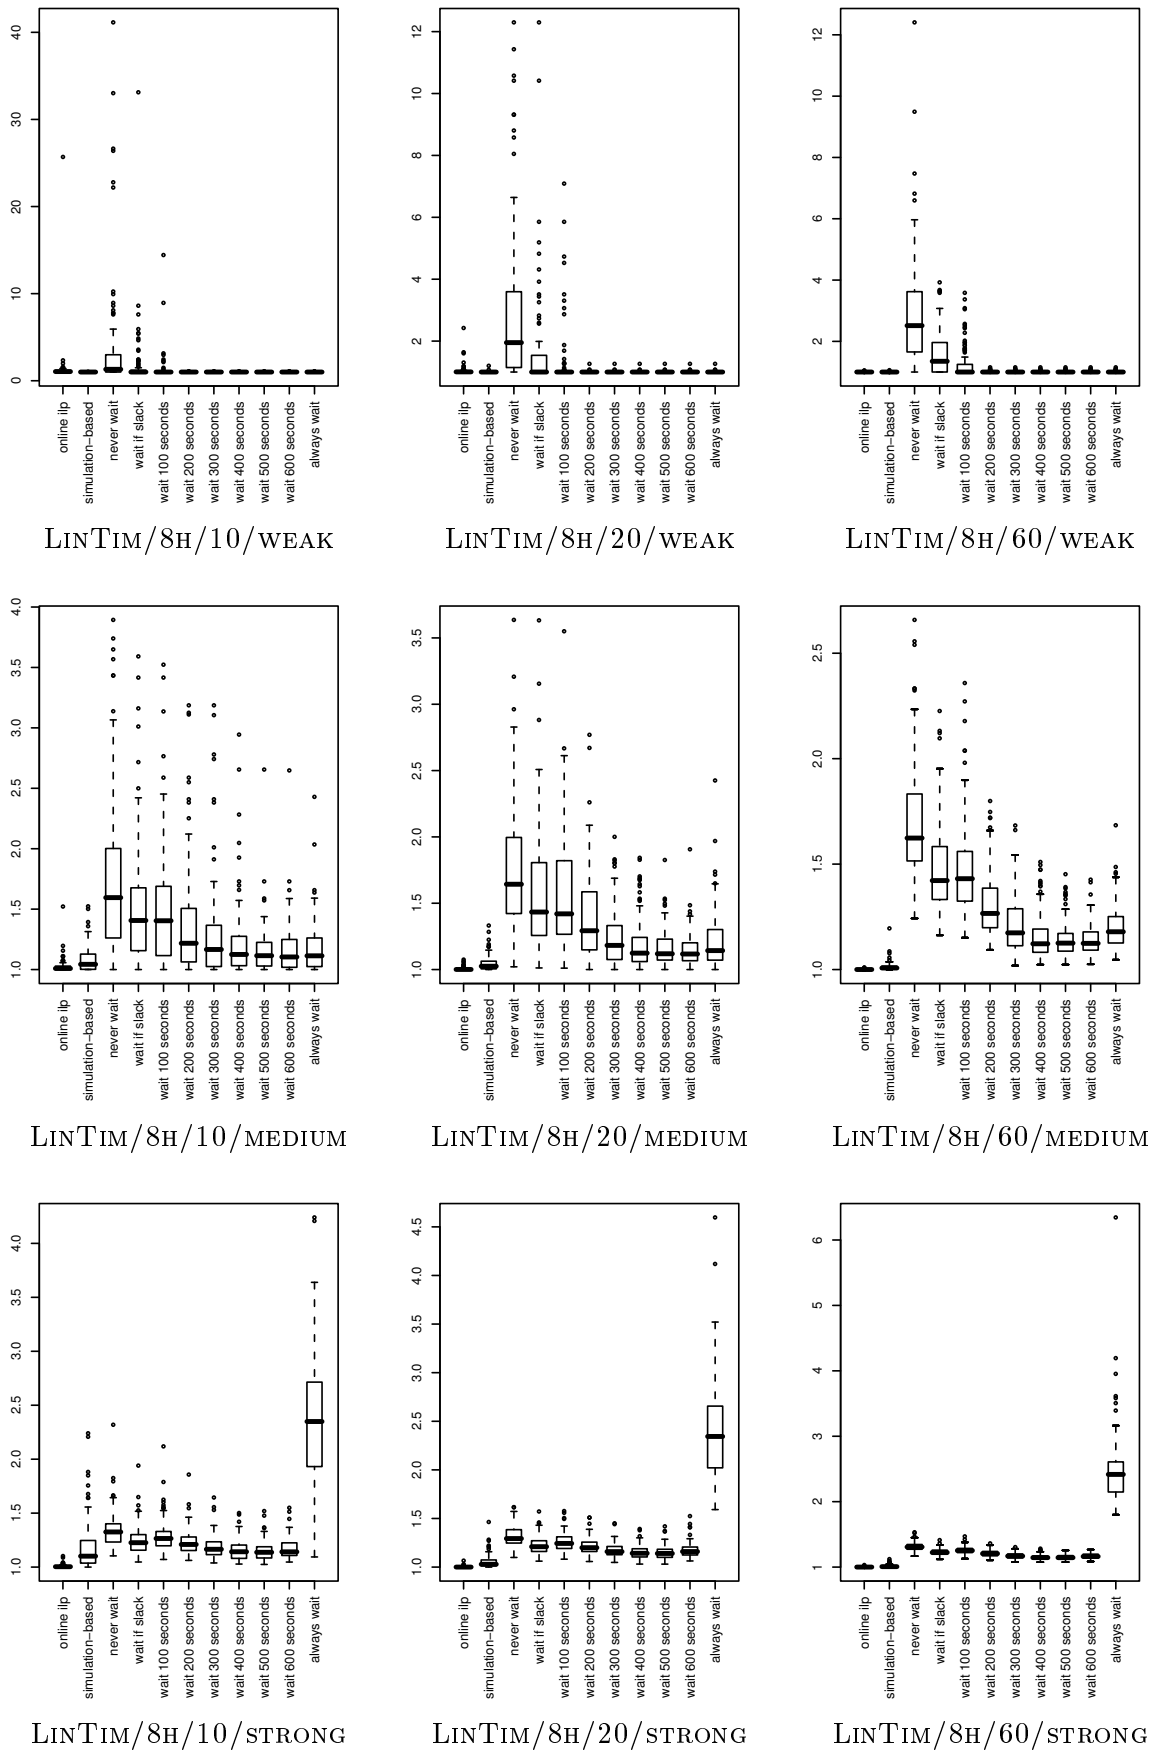 0 10 20 30 40
online ilp
simulation−based
never wait
wait if slack
wait 100 seconds
wait 200 seconds
wait 300 seconds
wait 400 seconds
wait 500 seconds
wait 600 seconds
always wait
LinTim/8h/10/weak
2 4 6 8 10 12
online ilp
simulation−based
never wait
wait if slack
wait 100 seconds
wait 200 seconds
wait 300 seconds
wait 400 seconds
wait 500 seconds
wait 600 seconds
always wait
LinTim/8h/20/weak
2 4 6 8 10 12
online ilp
simulation−based
never wait
wait if slack
wait 100 seconds
wait 200 seconds
wait 300 seconds
wait 400 seconds
wait 500 seconds
wait 600 seconds
always wait
LinTim/8h/60/weak
1.0 1.5 2.0 2.5 3.0 3.5 4.0
online ilp
simulation−based
never wait
wait if slack
wait 100 seconds
wait 200 seconds
wait 300 seconds
wait 400 seconds
wait 500 seconds
wait 600 seconds
always wait
LinTim/8h/10/medium
1.0 1.5 2.0 2.5 3.0 3.5
online ilp
simulation−based
never wait
wait if slack
wait 100 seconds
wait 200 seconds
wait 300 seconds
wait 400 seconds
wait 500 seconds
wait 600 seconds
always wait
LinTim/8h/20/medium
1.0 1.5 2.0 2.5
online ilp
simulation−based
never wait
wait if slack
wait 100 seconds
wait 200 seconds
wait 300 seconds
wait 400 seconds
wait 500 seconds
wait 600 seconds
always wait
LinTim/8h/60/medium
1.0 1.5 2.0 2.5 3.0 3.5 4.0
online ilp
simulation−based
never wait
wait if slack
wait 100 seconds
wait 200 seconds
wait 300 seconds
wait 400 seconds
wait 500 seconds
wait 600 seconds
always wait
LinTim/8h/10/strong
1.0 1.5 2.0 2.5 3.0 3.5 4.0 4.5
online ilp
simulation−based
never wait
wait if slack
wait 100 seconds
wait 200 seconds
wait 300 seconds
wait 400 seconds
wait 500 seconds
wait 600 seconds
always wait
LinTim/8h/20/strong
1 2 3 4 5 6
online ilp
simulation−based
never wait
wait if slack
wait 100 seconds
wait 200 seconds
wait 300 seconds
wait 400 seconds
wait 500 seconds
wait 600 seconds
always wait
LinTim/8h/60/strong